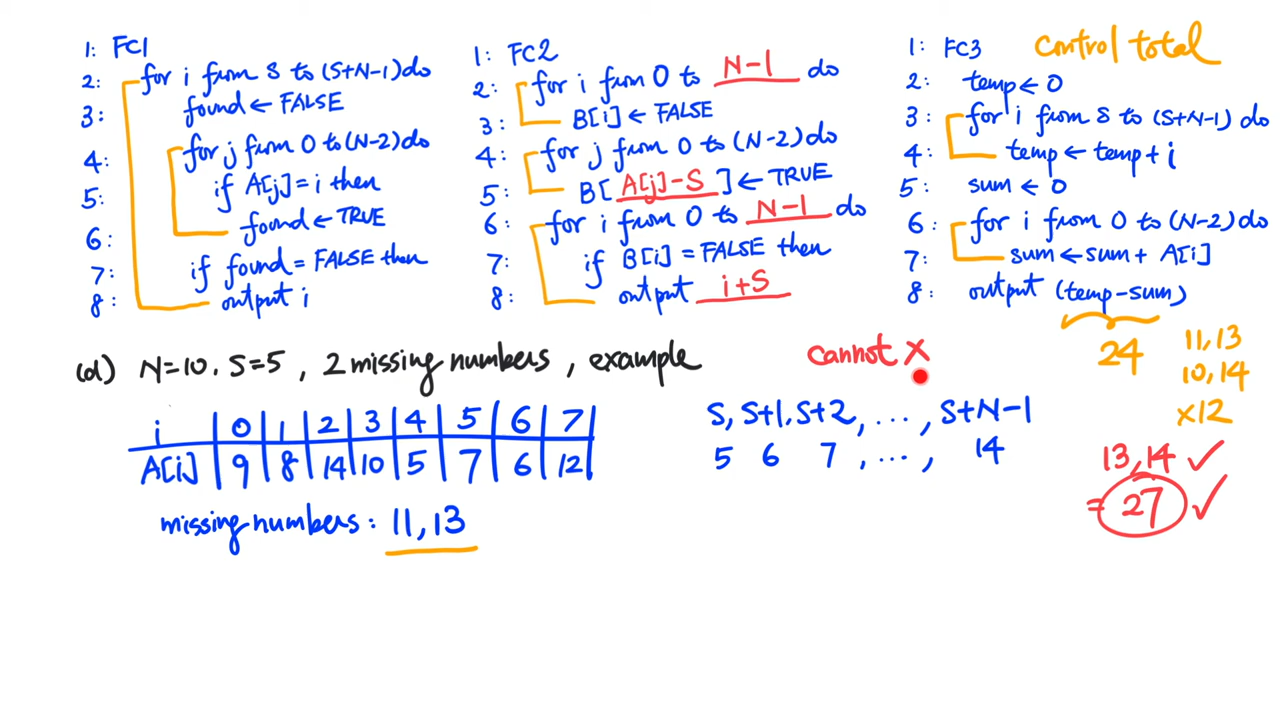 1: FC1
2: for i from S to (S+N-1) do
3: found ← FALSE
4: for j from 0 to (N-2) do
5: if A[j] = i then
6: found ← TRUE
7: if found = FALSE then
8: output i
1: FC2
2: for i from 0 to N-1 do
3: B[i] ← FALSE
4: for j from 0 to (N-2) do
5: B[ A[j]-S ] ← TRUE
6: for i from 0 to N-1 do
7: if B[i] = FALSE then
8: output i+S
1: FC3 control total
2: temp ← 0
3: for i from S to (S+N-1) do
4: temp ← temp + i
5: sum ← 0
6: for i from 0 to (N-2) do
7: sum ← sum + A[i]
8: output (temp-sum)
24
11, 13
10, 14
x12
13, 14 ✓
= 27 ✓
(d) N=10. S=5, 2 missing numbers, example
cannot X
i 0 1 2 3 4 5 6 7
A[i] 9 8 14 10 5 7 6 12
missing numbers: 11, 13
S, S+1, S+2, ..., S+N-1
5 6 7, ..., 14